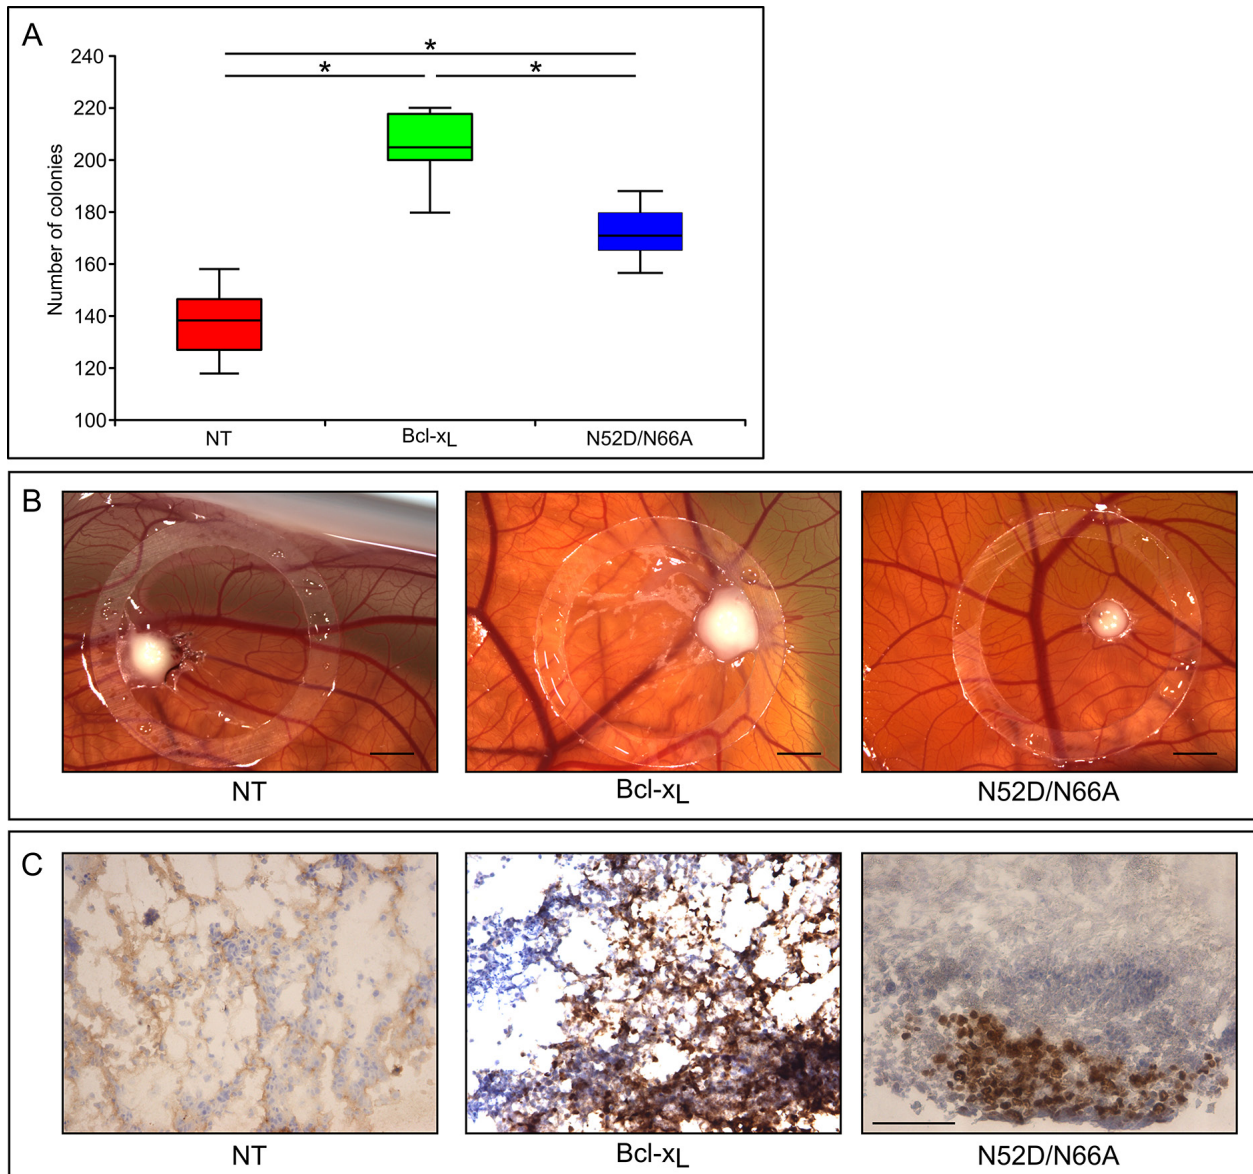 A
*
* *
240
220
200
180
160
140
120
100
Number of colonies
NT Bcl-xL N52D/N66A
B
NT Bcl-xL N52D/N66A
C
NT Bcl-xL N52D/N66A